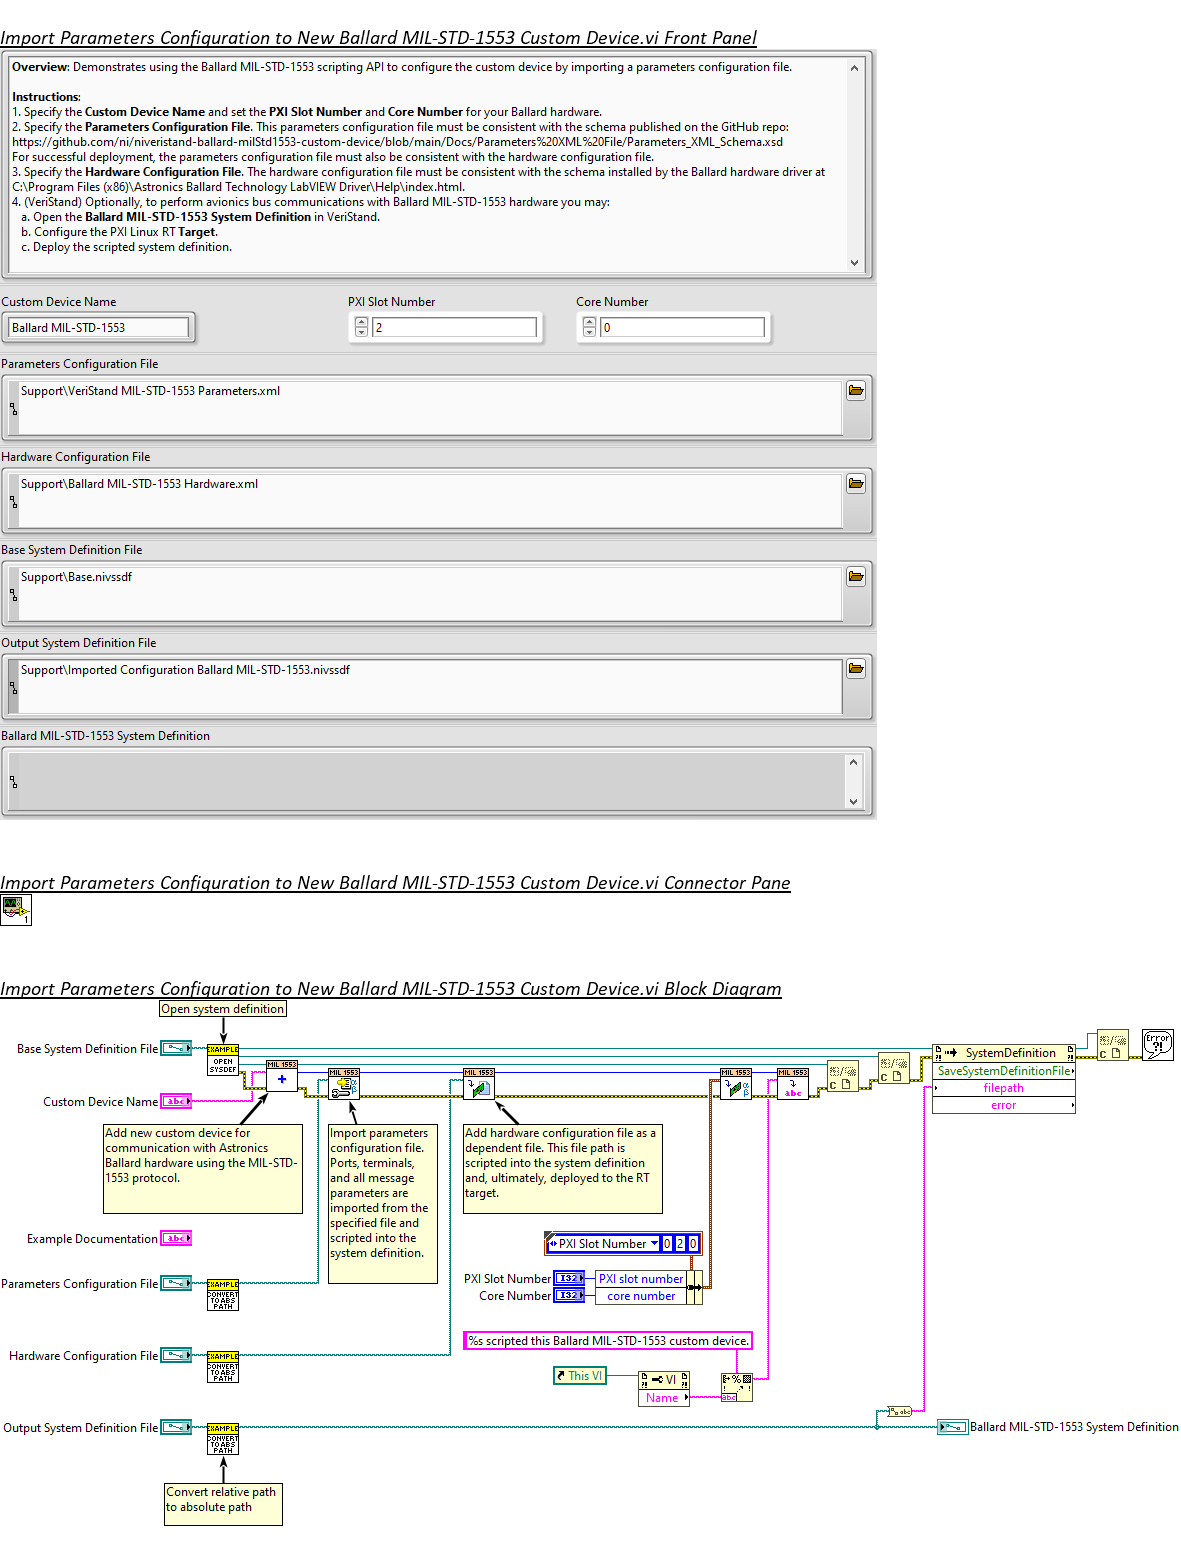 Import Parameters Configuration to New Ballard MIL-STD-1553 Custom Device.vi Front Panel
Overview: Demonstrates using the Ballard MIL-STD-1553 scripting API to configure the custom device by importing a parameters configuration file.
Instructions:
1. Specify the Custom Device Name and set the PXI Slot Number and Core Number for your Ballard hardware.
2. Specify the Parameters Configuration File. This parameters configuration file must be consistent with the schema published on the GitHub repo:
https://github.com/ni/niveristand-ballard-milStd1553-custom-device/blob/main/Docs/Parameters%20XML%20File/Parameters_XML_Schema.xsd
For successful deployment, the parameters configuration file must also be consistent with the hardware configuration file.
3. Specify the Hardware Configuration File. The hardware configuration file must be consistent with the schema installed by the Ballard hardware driver at
C:\Program Files (x86)\Astronics Ballard Technology LabVIEW Driver\Help\index.html.
4. (VeriStand) Optionally, to perform avionics bus communications with Ballard MIL-STD-1553 hardware you may:
a. Open the Ballard MIL-STD-1553 System Definition in VeriStand.
b. Configure the PXI Linux RT Target.
c. Deploy the scripted system definition.
Custom Device Name
PXI Slot Number
Core Number
Ballard MIL-STD-1553
2
0
Parameters Configuration File
Support\VeriStand MIL-STD-1553 Parameters.xml
Hardware Configuration File
Support\Ballard MIL-STD-1553 Hardware.xml
Base System Definition File
Support\Base.nivssdf
Output System Definition File
Support\Imported Configuration Ballard MIL-STD-1553.nivssdf
Ballard MIL-STD-1553 System Definition
Import Parameters Configuration to New Ballard MIL-STD-1553 Custom Device.vi Connector Pane
1
Import Parameters Configuration to New Ballard MIL-STD-1553 Custom Device.vi Block Diagram
Open system definition
Base System Definition File
EXAMPLE
OPEN
SYSDEF
MIL 1553
MIL 1553
MIL 1553
MIL 1553
MIL 1553
abc
SystemDefinition
SaveSystemDefinitionFile
filepath
error
Error
?!
Custom Device Name
abc
Add new custom device for
communication with Astronics
Ballard hardware using the MIL-STD-
1553 protocol.
Import parameters
configuration file.
Ports, terminals,
and all message
parameters are
imported from the
specified file and
scripted into the
system definition.
Add hardware configuration file as a
dependent file. This file path is
scripted into the system definition
and, ultimately, deployed to the RT
target.
Example Documentation
abc
PXI Slot Number
0
2
0
Parameters Configuration File
EXAMPLE
CONVERT
TO ABS
PATH
PXI Slot Number
I32
PXI slot number
Core Number
I32
core number
%s scripted this Ballard MIL-STD-1553 custom device.
Hardware Configuration File
EXAMPLE
CONVERT
TO ABS
PATH
This VI
VI
Name
Output System Definition File
EXAMPLE
CONVERT
TO ABS
PATH
Ballard MIL-STD-1553 System Definition
Convert relative path
to absolute path